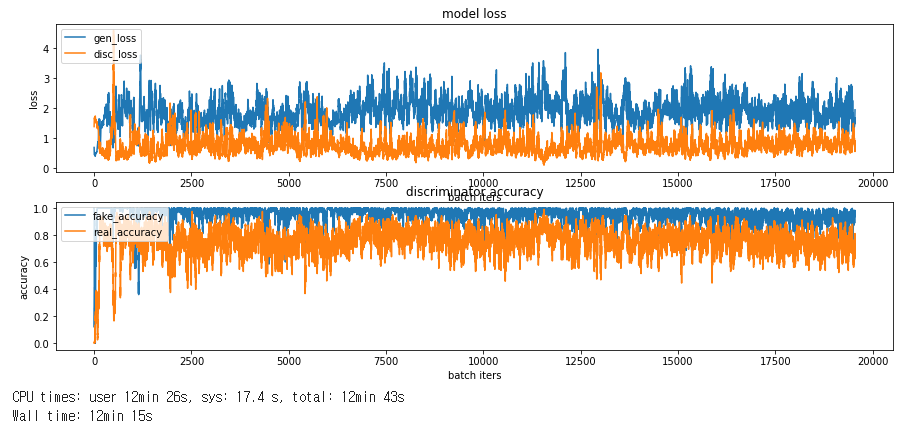 model loss
gen_loss
disc_loss
4
3
2
1
0
loss
0 2500 5000 7500 10000 12500 15000 17500 20000
batch iters
discriminator accuracy
fake_accuracy
real_accuracy
1.0
0.8
0.6
0.4
0.2
0.0
accuracy
0 2500 5000 7500 10000 12500 15000 17500 20000
batch iters
CPU times: user 12min 26s, sys: 17.4 s, total: 12min 43s
Wall time: 12min 15s